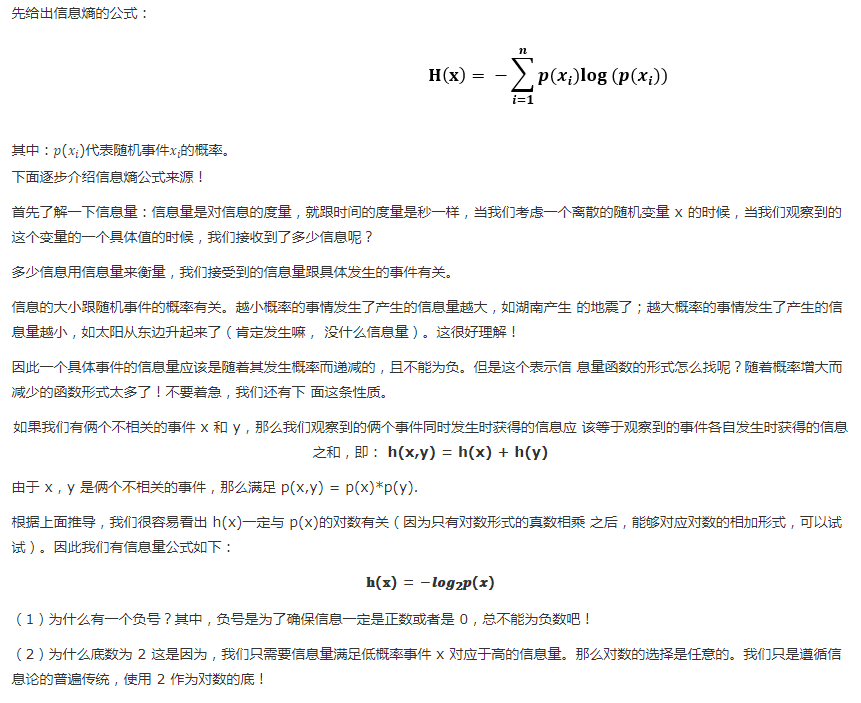 先给出信息熵的公式：
H(x) = −∑ⁿᵢ₌₁ p(xᵢ)log (p(xᵢ))
其中：p(xᵢ)代表随机事件xᵢ的概率。
下面逐步介绍信息熵公式来源！
首先了解一下信息量：信息量是对信息的度量，就跟时间的度量是秒一样，当我们考虑一个离散的随机变量 x 的时候，当我们观察到的
这个变量的一个具体值的时候，我们接收到了多少信息呢？
多少信息用信息量来衡量，我们接受到的信息量跟具体发生的事件有关。
信息的大小跟随机事件的概率有关。越小概率的事情发生了产生的信息量越大，如湖南产生 的地震了；越大概率的事情发生了产生的信
息量越小，如太阳从东边升起来了（肯定发生嘛， 没什么信息量）。这很好理解！
因此一个具体事件的信息量应该是随着其发生概率而递减的，且不能为负。但是这个表示信 息量函数的形式怎么找呢？随着概率增大而
减少的函数形式太多了！不要着急，我们还有下 面这条性质。
如果我们有俩个不相关的事件 x 和 y，那么我们观察到的俩个事件同时发生时获得的信息应 该等于观察到的事件各自发生时获得的信息
之和，即： h(x,y) = h(x) + h(y)
由于 x，y 是俩个不相关的事件，那么满足 p(x,y) = p(x)*p(y).
根据上面推导，我们很容易看出 h(x)一定与 p(x)的对数有关（因为只有对数形式的真数相乘 之后，能够对应对数的相加形式，可以试
试）。因此我们有信息量公式如下：
h(x) = −log₂p(x)
（1）为什么有一个负号？其中，负号是为了确保信息一定是正数或者是 0，总不能为负数吧！
（2）为什么底数为 2 这是因为，我们只需要信息量满足低概率事件 x 对应于高的信息量。那么对数的选择是任意的。我们只是遵循信
息论的普遍传统，使用 2 作为对数的底！